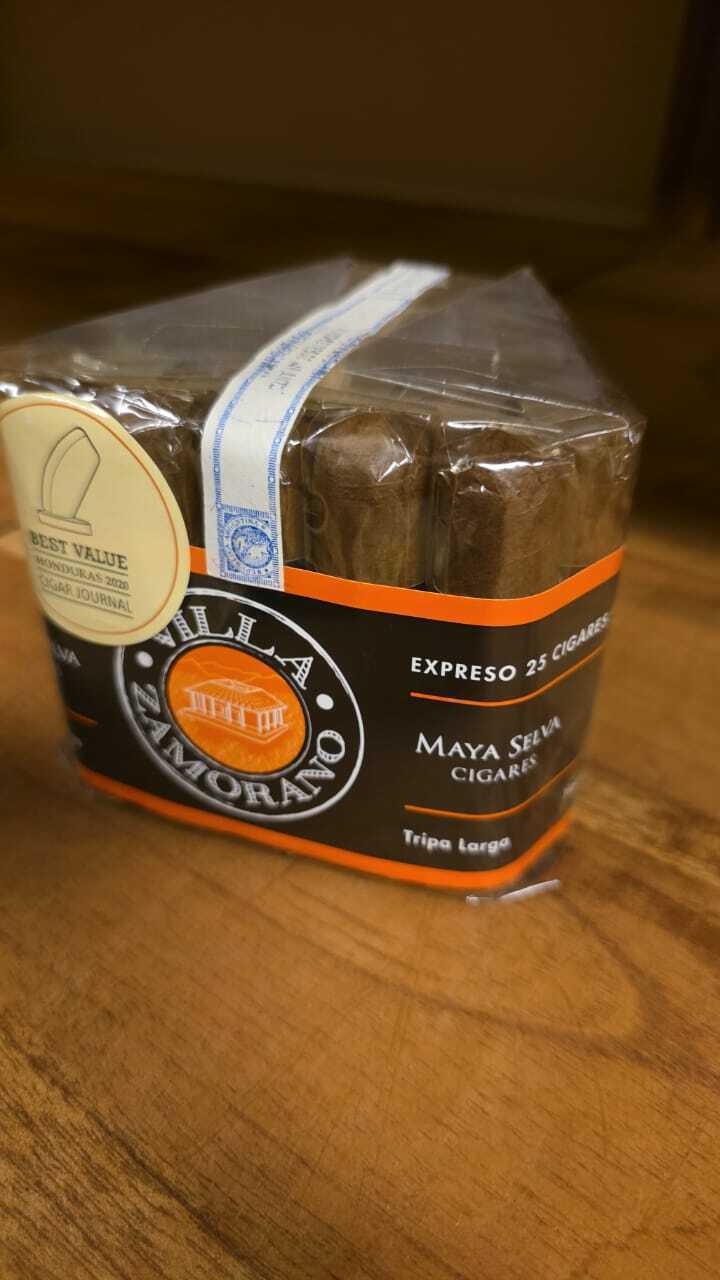 BEST VALUE
HONDURAS 2020
CIGAR JOURNAL
VILLA
ZAMORANO
EXPRESO 25 CIGARES
MAYA SELVA
CIGARES
Tripa Larga